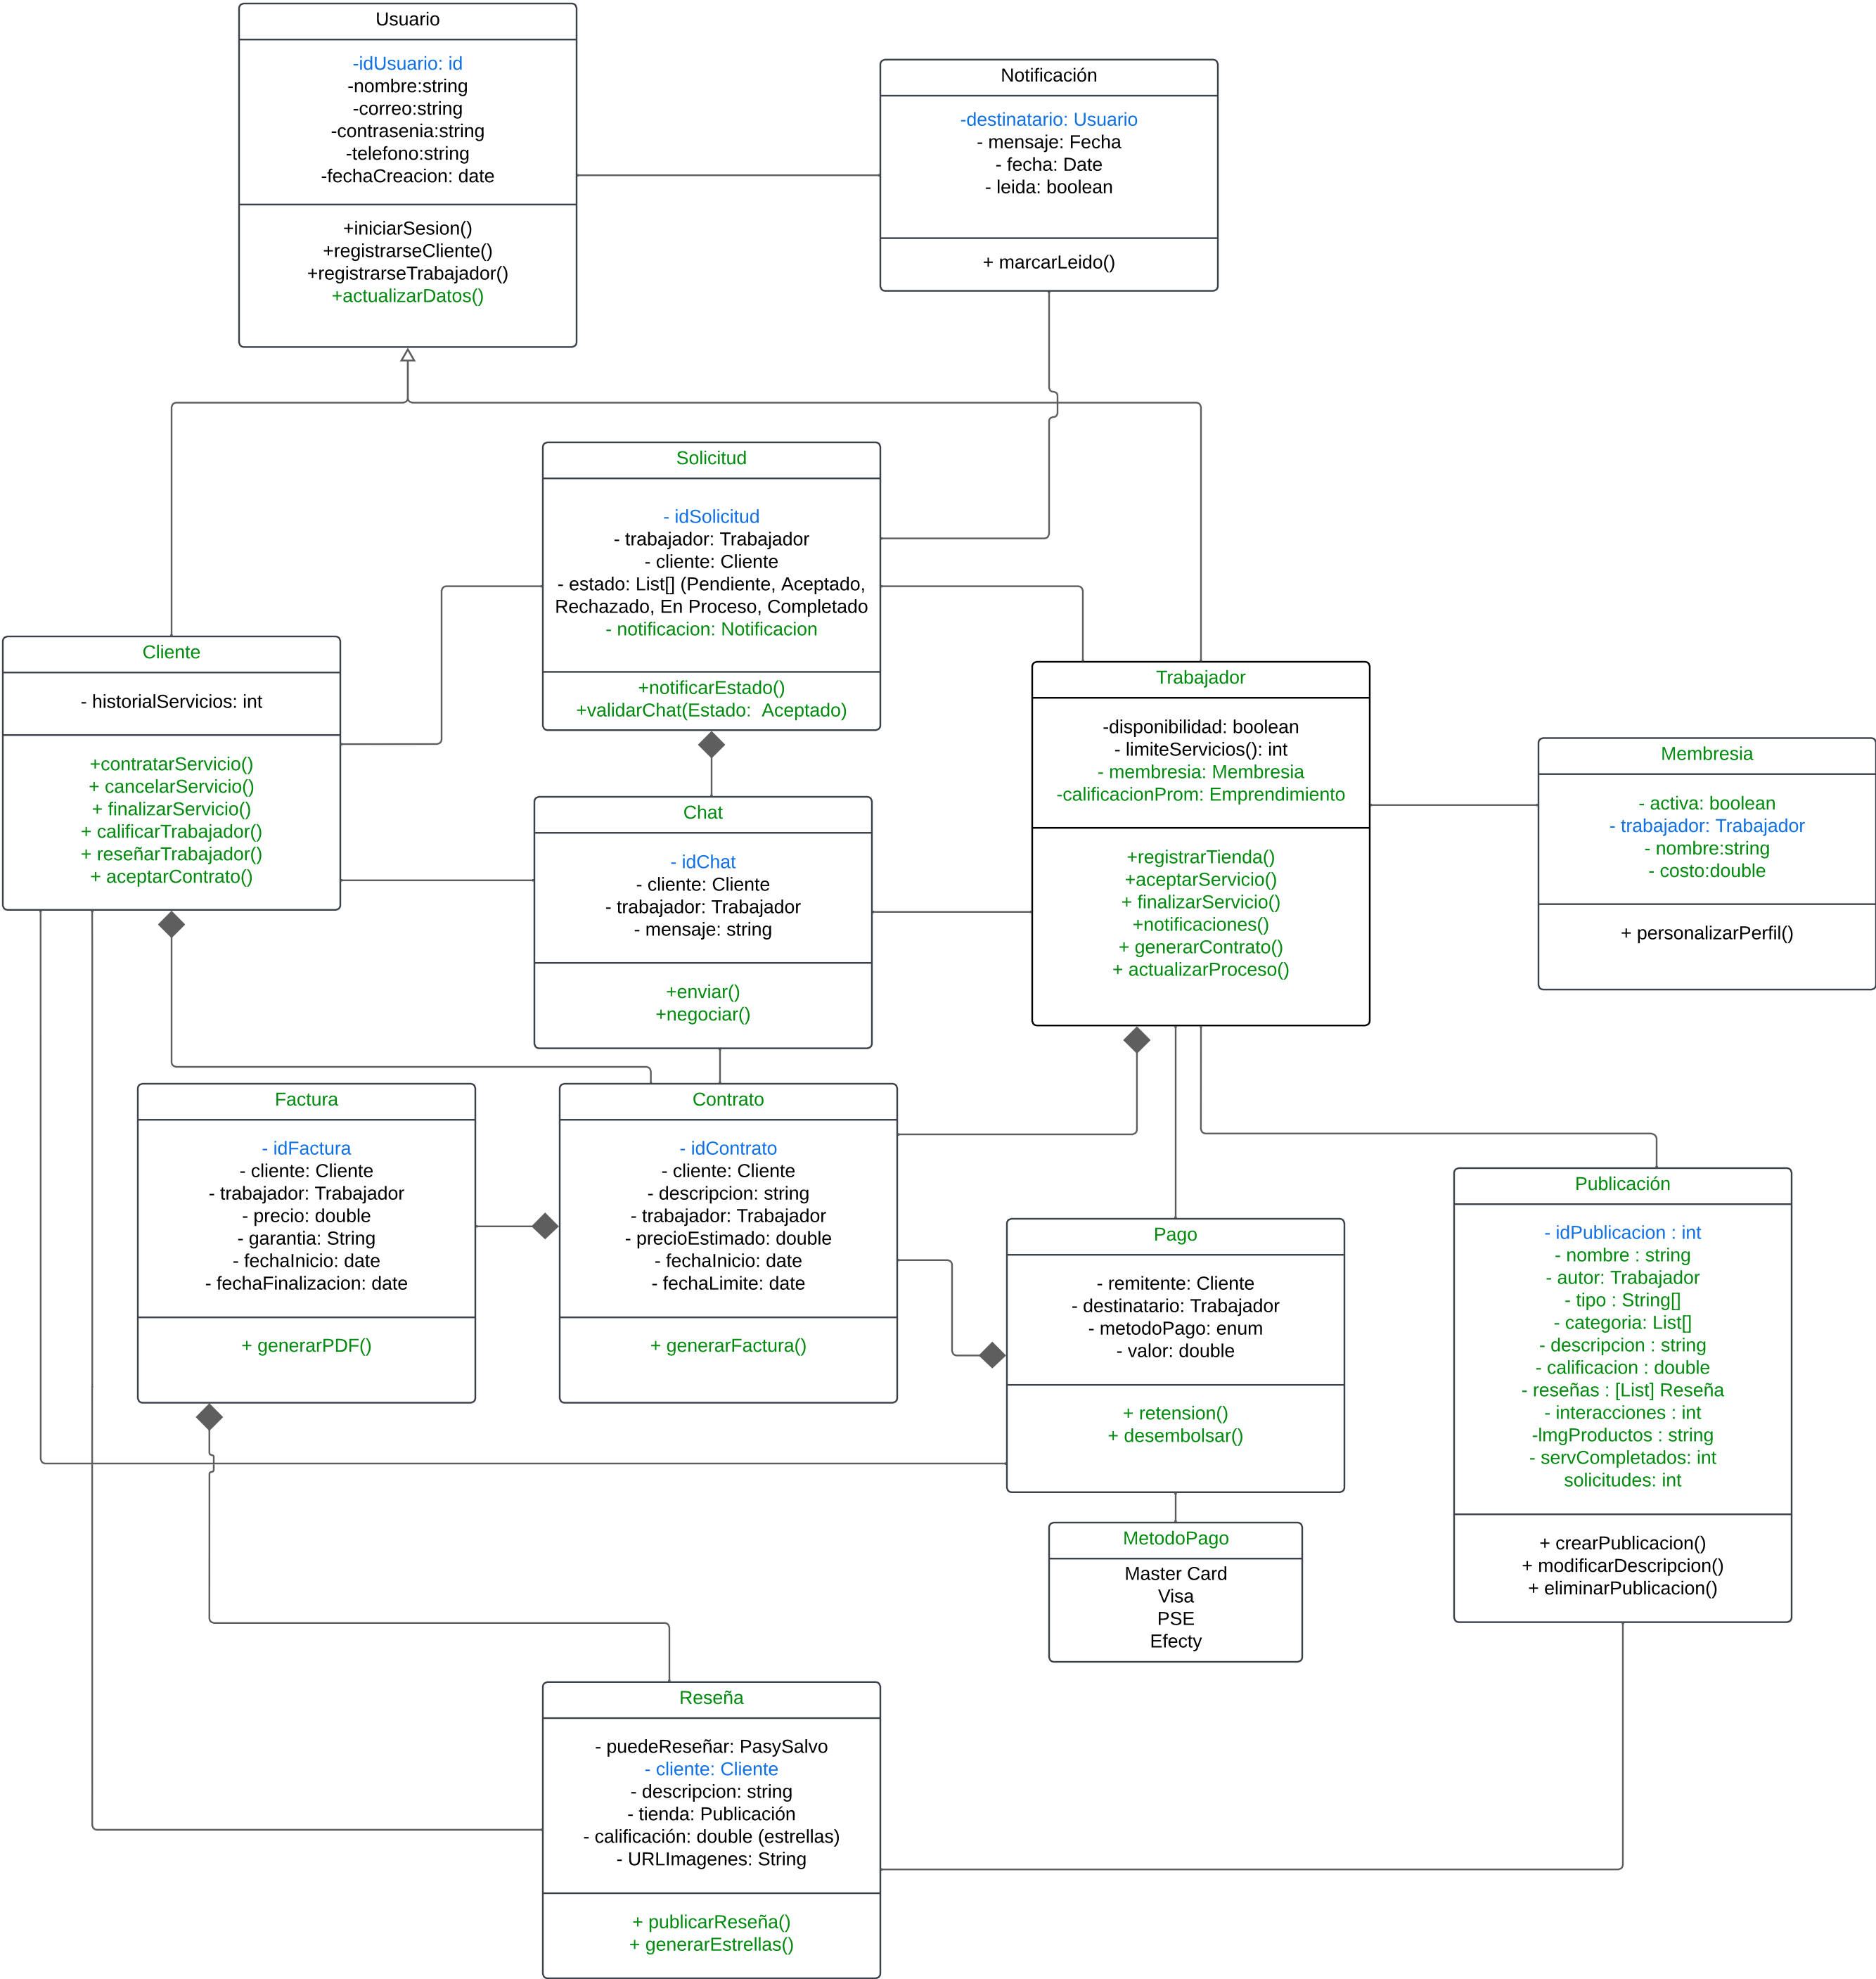 Usuario
-idUsuario: id
-nombre:string
-correo:string
-contrasenia:string
-telefono:string
-fechaCreacion: date
+iniciarSesion()
+registrarseCliente()
+registrarseTrabajador()
+actualizarDatos()
Notificación
-destinatario: Usuario
- mensaje: Fecha
- fecha: Date
- leida: boolean
+ marcarLeido()
Solicitud
- idSolicitud
- trabajador: Trabajador
- cliente: Cliente
- estado: List[] (Pendiente, Aceptado,
Rechazado, En Proceso, Completado
- notificacion: Notificacion
+notificarEstado()
+validarChat(Estado:  Aceptado)
Cliente
- historialServicios: int
+contratarServicio()
+ cancelarServicio()
+ finalizarServicio()
+ calificarTrabajador()
+ reseñarTrabajador()
+ aceptarContrato()
Trabajador
-disponibilidad: boolean
- limiteServicios(): int
- membresia: Membresia
-calificacionProm: Emprendimiento
+registrarTienda()
+aceptarServicio()
+ finalizarServicio()
+notificaciones()
+ generarContrato()
+ actualizarProceso()
Membresia
- activa: boolean
- trabajador: Trabajador
- nombre:string
- costo:double
+ personalizarPerfil()
Chat
- idChat
- cliente: Cliente
- trabajador: Trabajador
- mensaje: string
+enviar()
+negociar()
Factura
- idFactura
- cliente: Cliente
- trabajador: Trabajador
- precio: double
- garantia: String
- fechaInicio: date
- fechaFinalizacion: date
+ generarPDF()
Contrato
- idContrato
- cliente: Cliente
- descripcion: string
- trabajador: Trabajador
- precioEstimado: double
- fechaInicio: date
- fechaLimite: date
+ generarFactura()
Pago
- remitente: Cliente
- destinatario: Trabajador
- metodoPago: enum
- valor: double
+ retension()
+ desembolsar()
Publicación
- idPublicacion : int
- nombre : string
- autor: Trabajador
- tipo : String[]
- categoria: List[]
- descripcion : string
- calificacion : double
- reseñas : [List] Reseña
- interacciones : int
-ImgProductos : string
- servCompletados: int
solicitudes: int
+ crearPublicacion()
+ modificarDescripcion()
+ eliminarPublicacion()
MetodoPago
Master Card
Visa
PSE
Efecty
Reseña
- puedeReseñar: PasySalvo
- cliente: Cliente
- descripcion: string
- tienda: Publicación
- calificación: double (estrellas)
- URLImagenes: String
+ publicarReseña()
+ generarEstrellas()